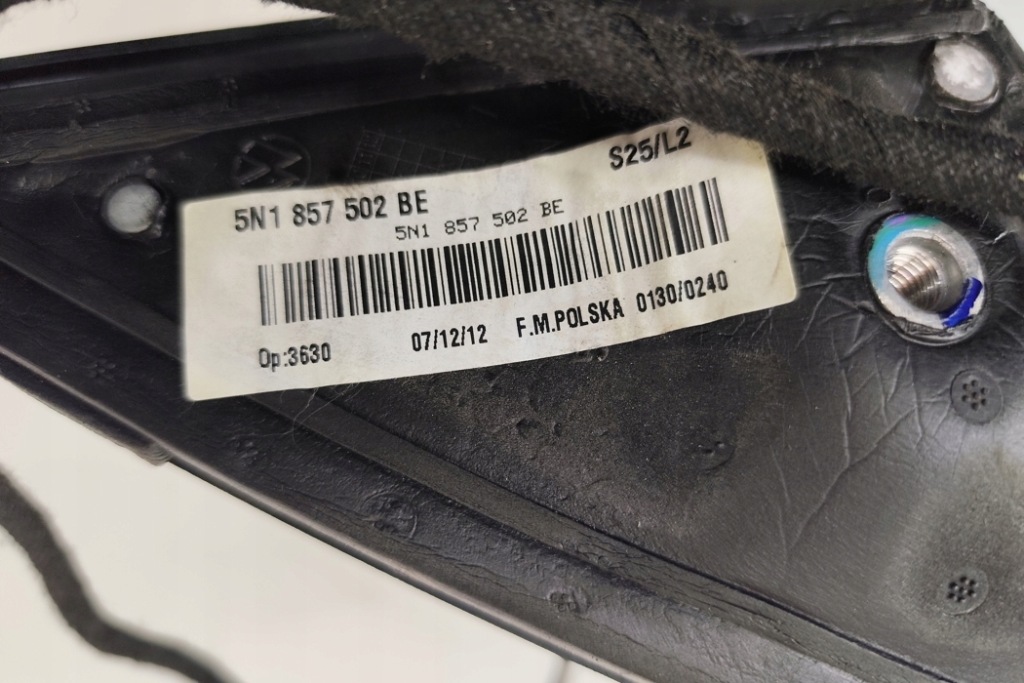 S25/L2
5N1 857 502 BE
5N1 857 502 BE
Op:3630 07/12/12 F.M.POLSKA 0130/0240